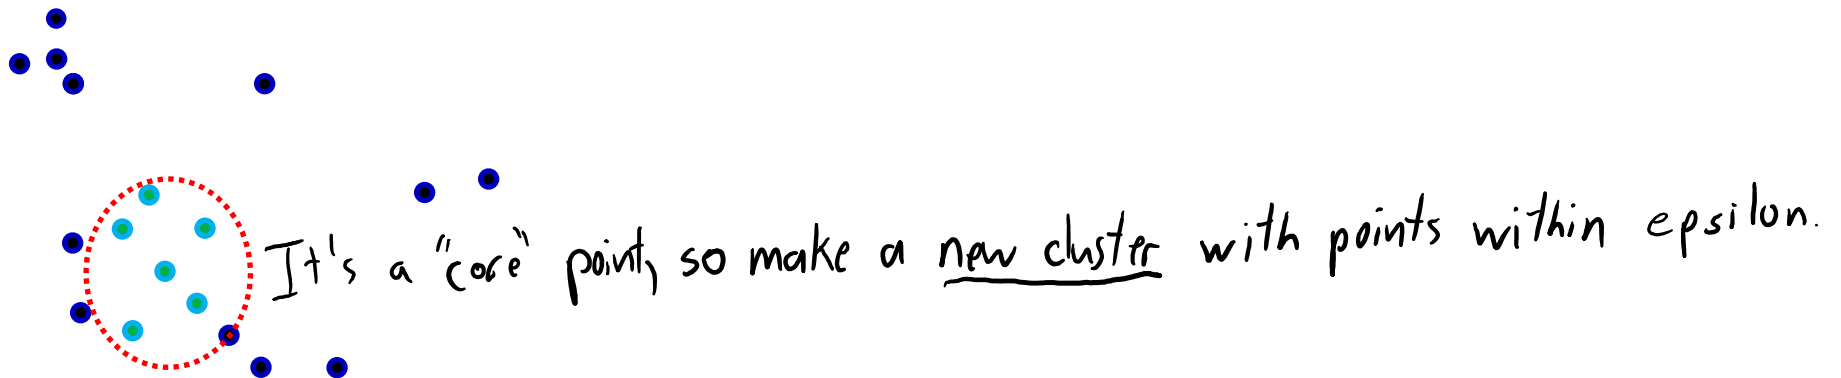 It's a "core" point, so make a new cluster with points within epsilon.